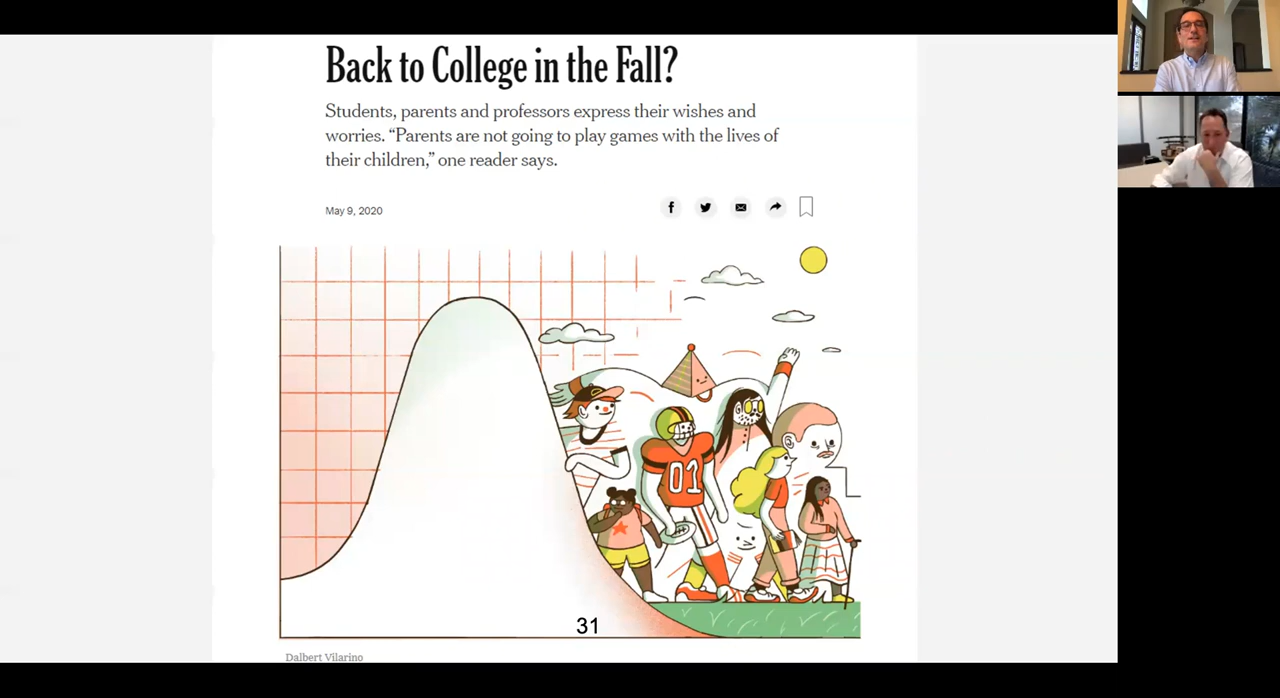 Back to College in the Fall?
Students, parents and professors express their wishes and
worries. “Parents are not going to play games with the lives of
their children,” one reader says.
May 9, 2020
01
31
Dalbert Vilarino